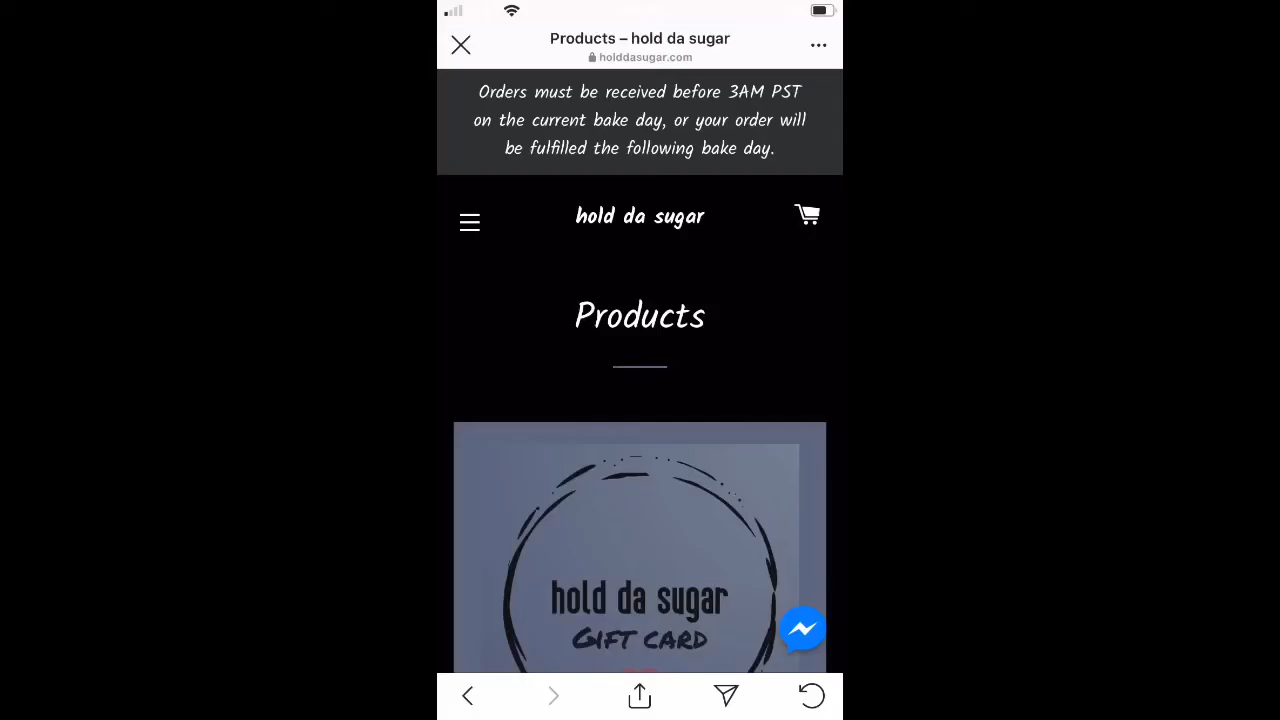 Products – hold da sugar
holddasugar.com
Orders must be received before 3AM PST
on the current bake day, or your order will
be fulfilled the following bake day.
hold da sugar
Products
hold da sugar
GIFT CARD